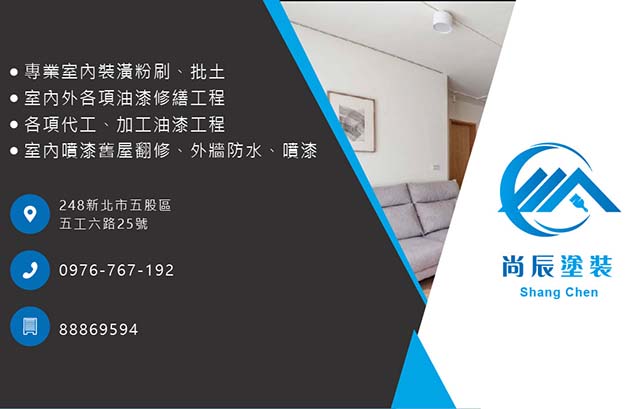 • 專業室內裝潢粉刷、批土
• 室內外各項油漆修繕工程
• 各項代工、加工油漆工程
• 室內噴漆舊屋翻修、外牆防水、噴漆
248新北市五股區
五工六路25號
0976-767-192
88869594
尚辰塗裝
Shang Chen